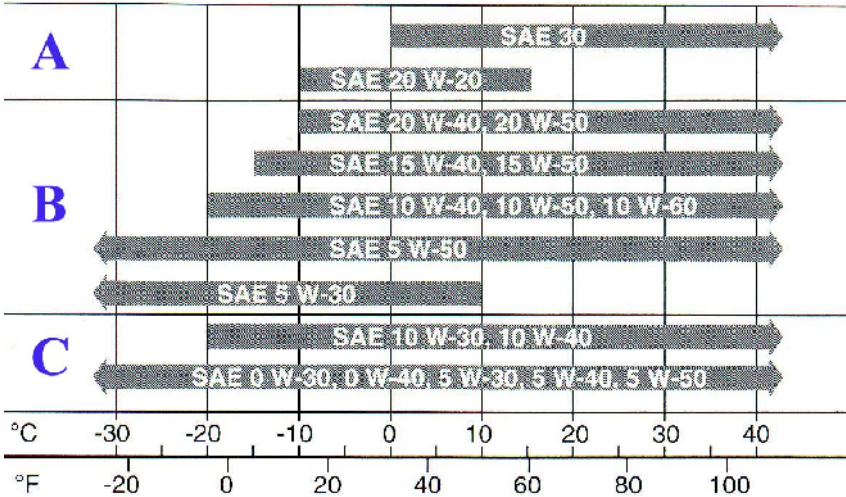 A
SAE 30
SAE 20 W-20
B
SAE 20 W-40, 20 W-50
SAE 15 W-40, 15 W-50
SAE 10 W-40, 10 W-50, 10 W-60
SAE 5 W-50
SAE 5 W-30
C
SAE 10 W-30, 10 W-40
SAE 0 W-30, 0 W-40, 5 W-30, 5 W-40, 5 W-50
°C -30 -20 -10 0 10 20 30 40
°F -20 0 20 40 60 80 100